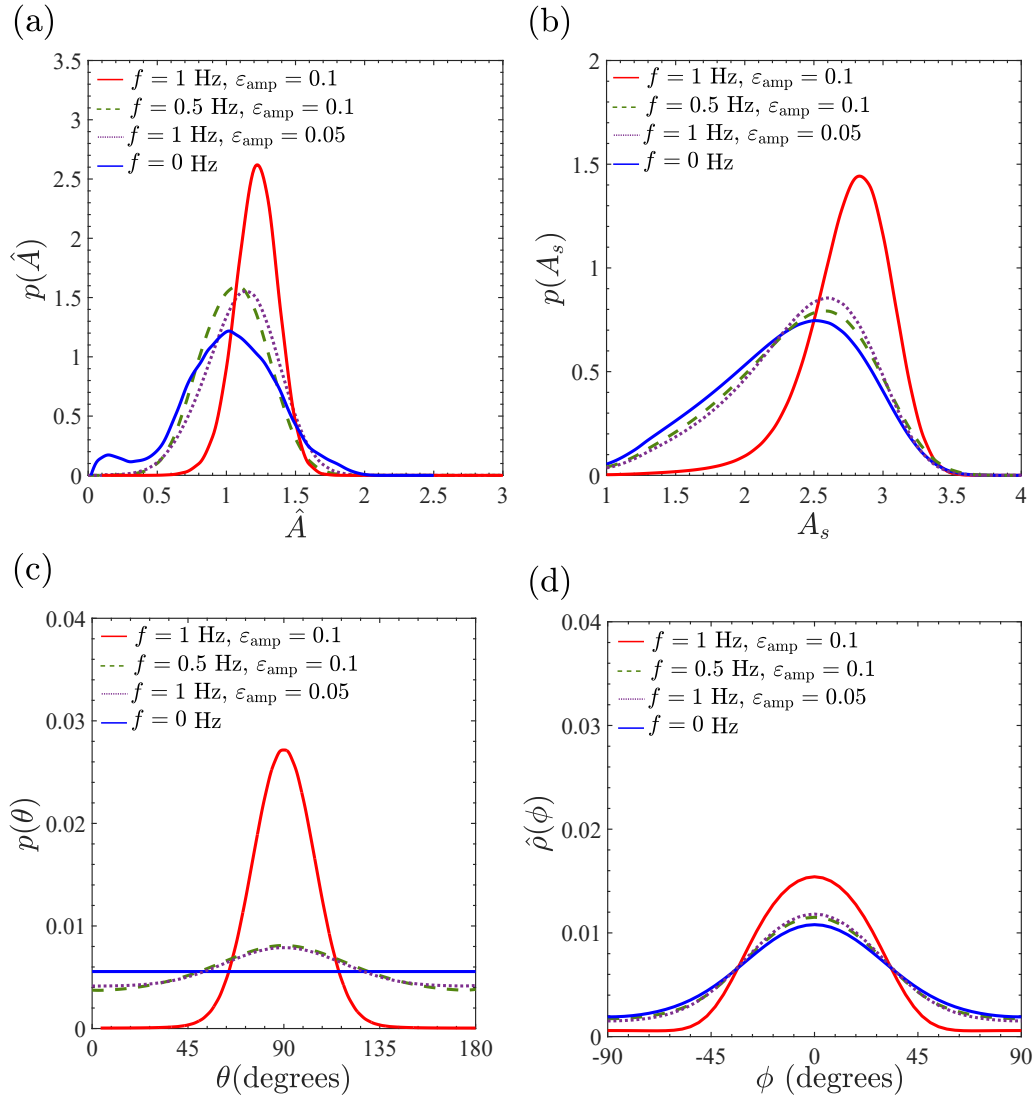 (a)
3.5
3
2.5
2
1.5
1
0.5
0
f = 1 Hz, ε_amp = 0.1
f = 0.5 Hz, ε_amp = 0.1
f = 1 Hz, ε_amp = 0.05
f = 0 Hz
p(Â)
0 0.5 1 1.5 2 2.5 3
Â
(b)
2
1.5
1
0.5
0
f = 1 Hz, ε_amp = 0.1
f = 0.5 Hz, ε_amp = 0.1
f = 1 Hz, ε_amp = 0.05
f = 0 Hz
p(A_s)
1 1.5 2 2.5 3 3.5 4
A_s
(c)
0.04
0.03
0.02
0.01
0
f = 1 Hz, ε_amp = 0.1
f = 0.5 Hz, ε_amp = 0.1
f = 1 Hz, ε_amp = 0.05
f = 0 Hz
p(θ)
0 45 90 135 180
θ(degrees)
(d)
0.04
0.03
0.02
0.01
0
f = 1 Hz, ε_amp = 0.1
f = 0.5 Hz, ε_amp = 0.1
f = 1 Hz, ε_amp = 0.05
f = 0 Hz
ρ̂(ϕ)
-90 -45 0 45 90
ϕ (degrees)